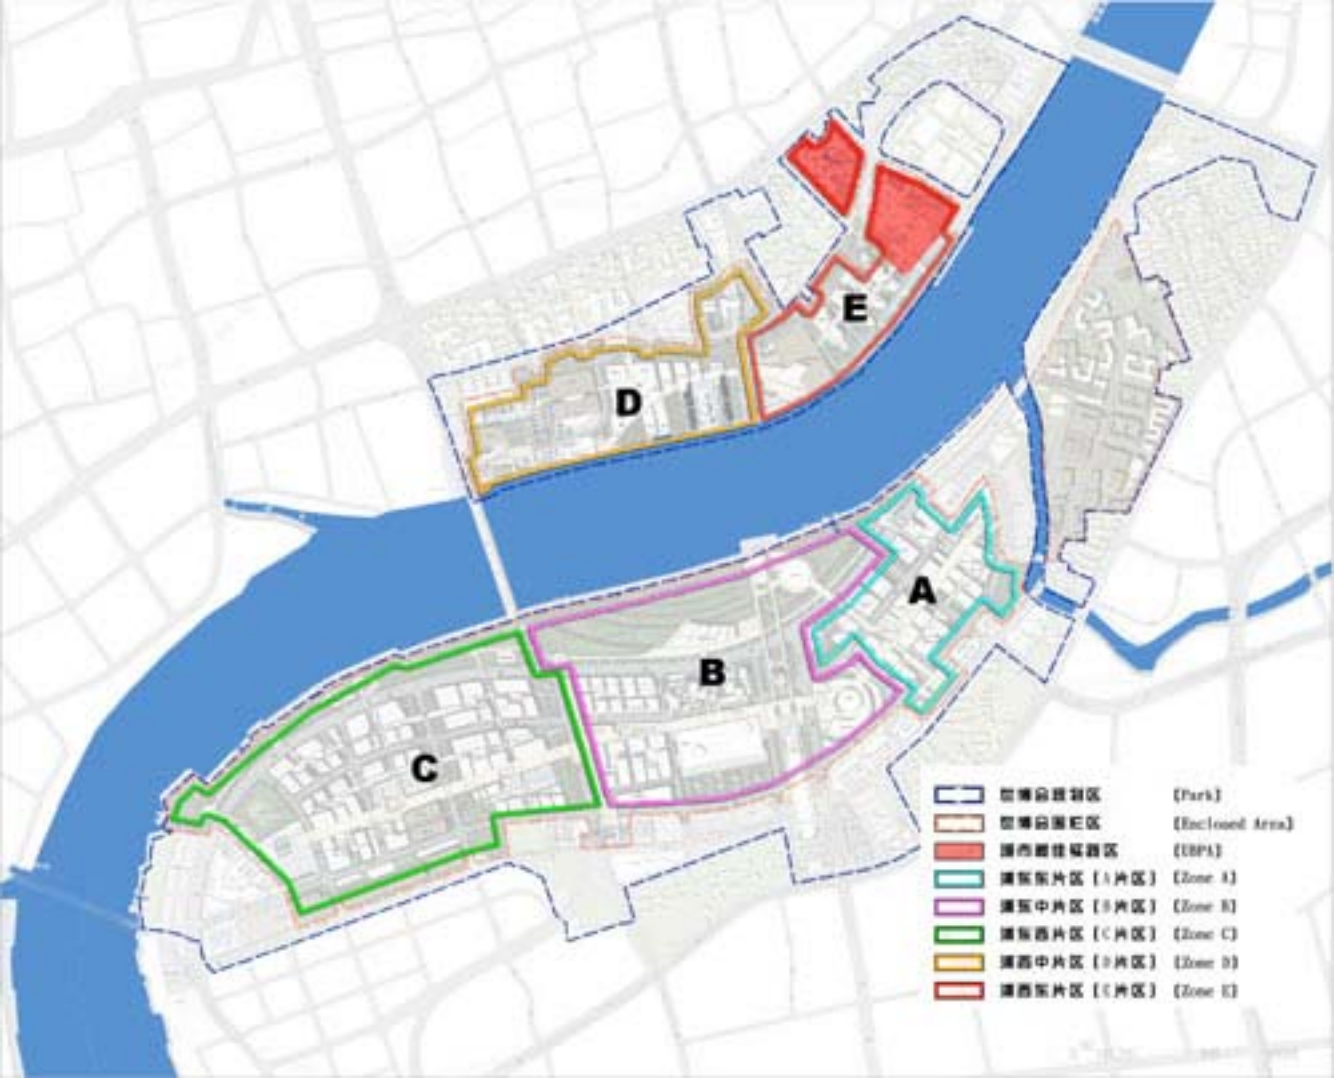 E
D
A
B
C
世博会规划区 【Park】
世博会围栏区 【Enclosed Area】
城市最佳实践区 【UBPA】
浦东东片区【A片区】 【Zone A】
浦东中片区【B片区】 【Zone B】
浦东西片区【C片区】 【Zone C】
浦西中片区【D片区】 【Zone D】
浦西东片区【E片区】 【Zone E】